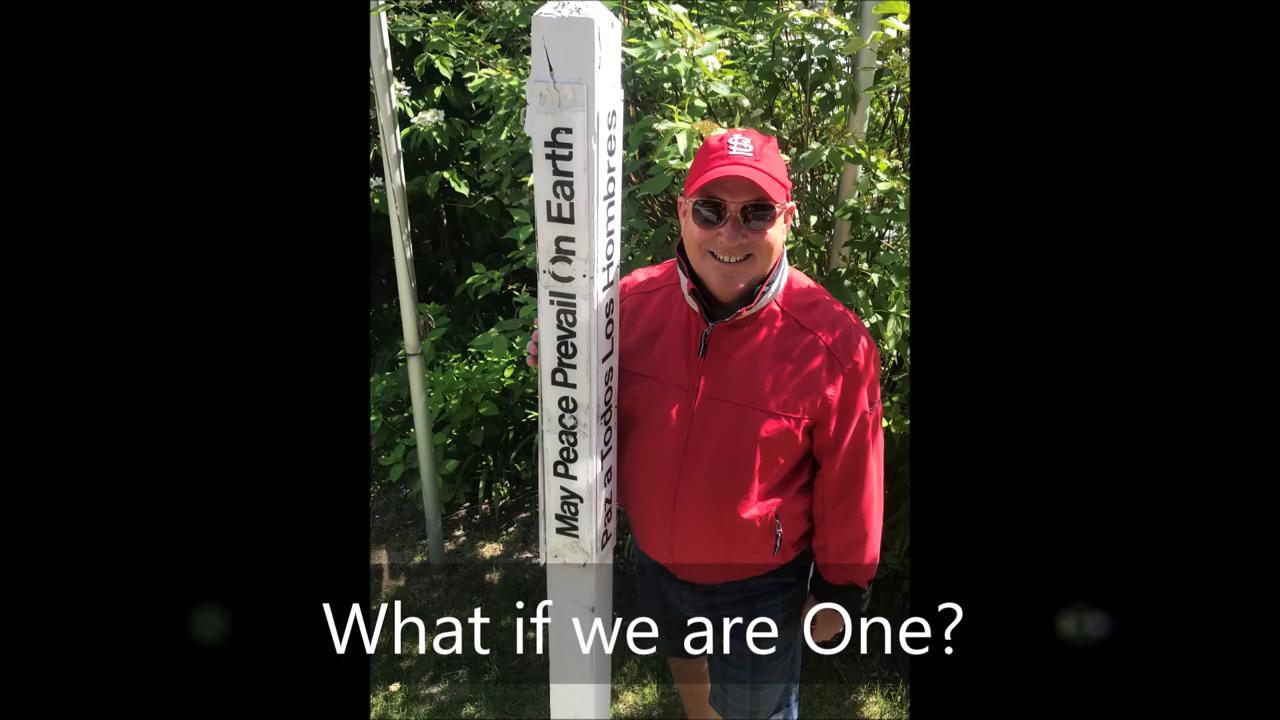 May Peace Prevail On Earth
Paz a Todos Los Hombres
STL
What if we are One?